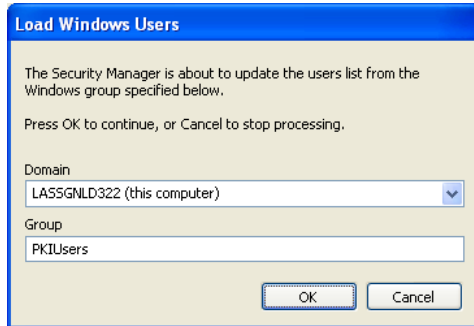 Load Windows Users
The Security Manager is about to update the users list from the
Windows group specified below.
Press OK to continue, or Cancel to stop processing.
Domain
LASSGNLD322 (this computer)
Group
PKIUsers
OK
Cancel